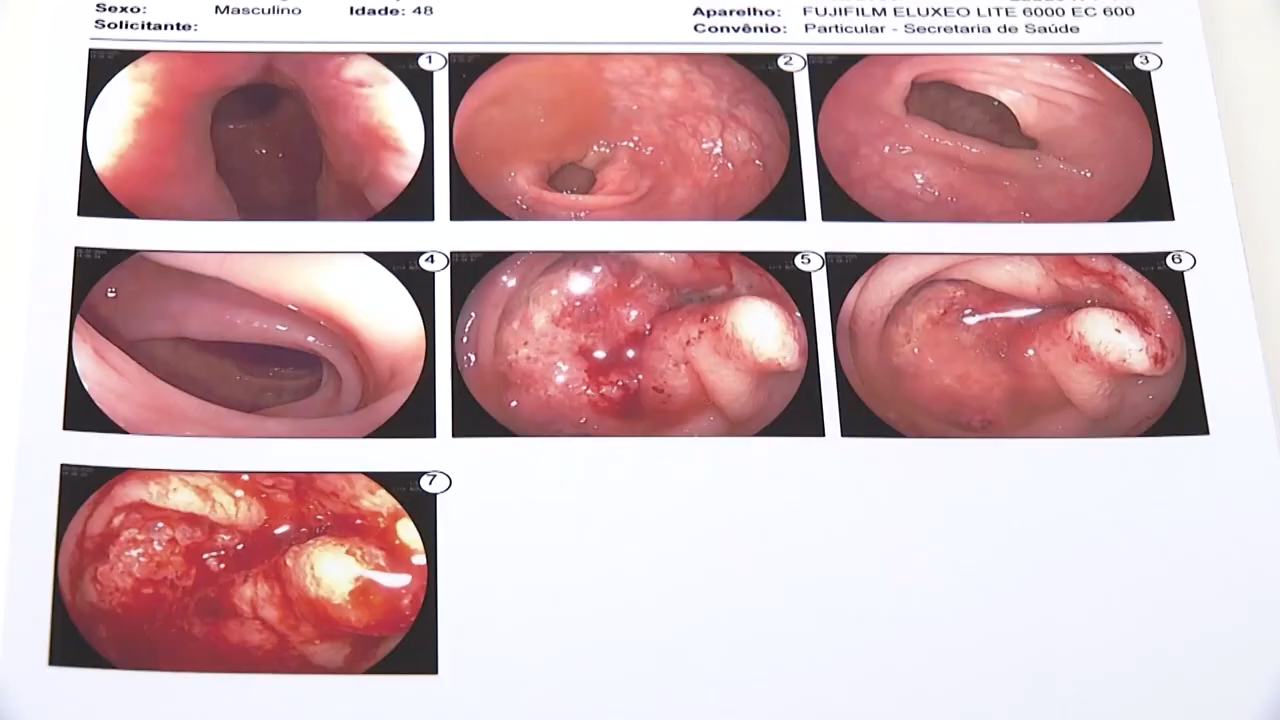 Sexo: Masculino Idade: 48
Solicitante:
Aparelho: FUJIFILM ELUXEO LITE 6000 EC 600
Convênio: Particular - Secretaria de Saúde
1
2
3
4
5
6
7